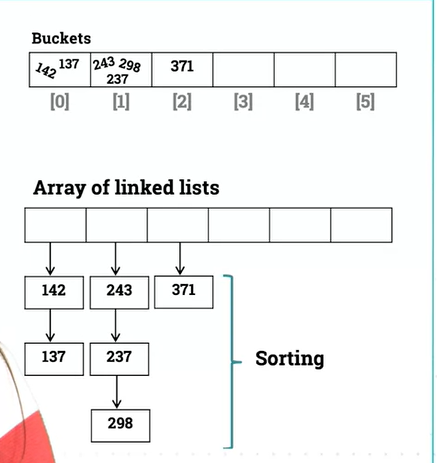 Buckets
142 137 243 298 371
237
[0] [1] [2] [3] [4] [5]
Array of linked lists
142 243 371
137 237
Sorting
298